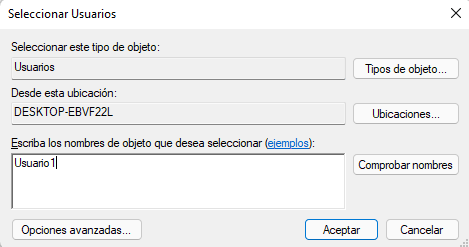 Seleccionar Usuarios
Seleccionar este tipo de objeto:
Usuarios
Tipos de objeto...
Desde esta ubicación:
DESKTOP-EBVF22L
Ubicaciones...
Escriba los nombres de objeto que desea seleccionar (ejemplos):
Usuario1
Comprobar nombres
Opciones avanzadas...
Aceptar
Cancelar